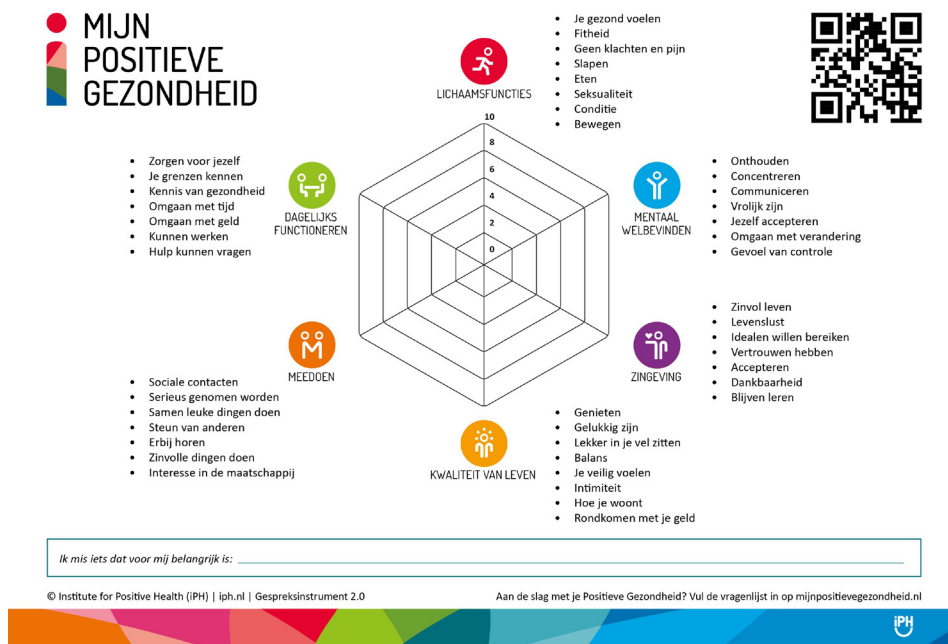 MIJN
POSITIEVE
GEZONDHEID
LICHAAMSFUNCTIES
• Je gezond voelen
• Fitheid
• Geen klachten en pijn
• Slapen
• Eten
• Seksualiteit
• Conditie
• Bewegen
10
8
6
4
2
0
• Zorgen voor jezelf
• Je grenzen kennen
• Kennis van gezondheid
• Omgaan met tijd
• Omgaan met geld
• Kunnen werken
• Hulp kunnen vragen
DAGELIJKS
FUNCTIONEREN
MENTAAL
WELBEVINDEN
• Onthouden
• Concentreren
• Communiceren
• Vrolijk zijn
• Jezelf accepteren
• Omgaan met verandering
• Gevoel van controle
MEEDOEN
• Sociale contacten
• Serieus genomen worden
• Samen leuke dingen doen
• Steun van anderen
• Erbij horen
• Zinvolle dingen doen
• Interesse in de maatschappij
ZINGEVING
• Zinvol leven
• Levenslust
• Idealen willen bereiken
• Vertrouwen hebben
• Accepteren
• Dankbaarheid
• Blijven leren
KWALITEIT VAN LEVEN
• Genieten
• Gelukkig zijn
• Lekker in je vel zitten
• Balans
• Je veilig voelen
• Intimiteit
• Hoe je woont
• Rondkomen met je geld
Ik mis iets dat voor mij belangrijk is:
© Institute for Positive Health (iPH) | iph.nl | Gespreksinstrument 2.0
Aan de slag met je Positieve Gezondheid? Vul de vragenlijst in op mijnpositievegezondheid.nl
iPH